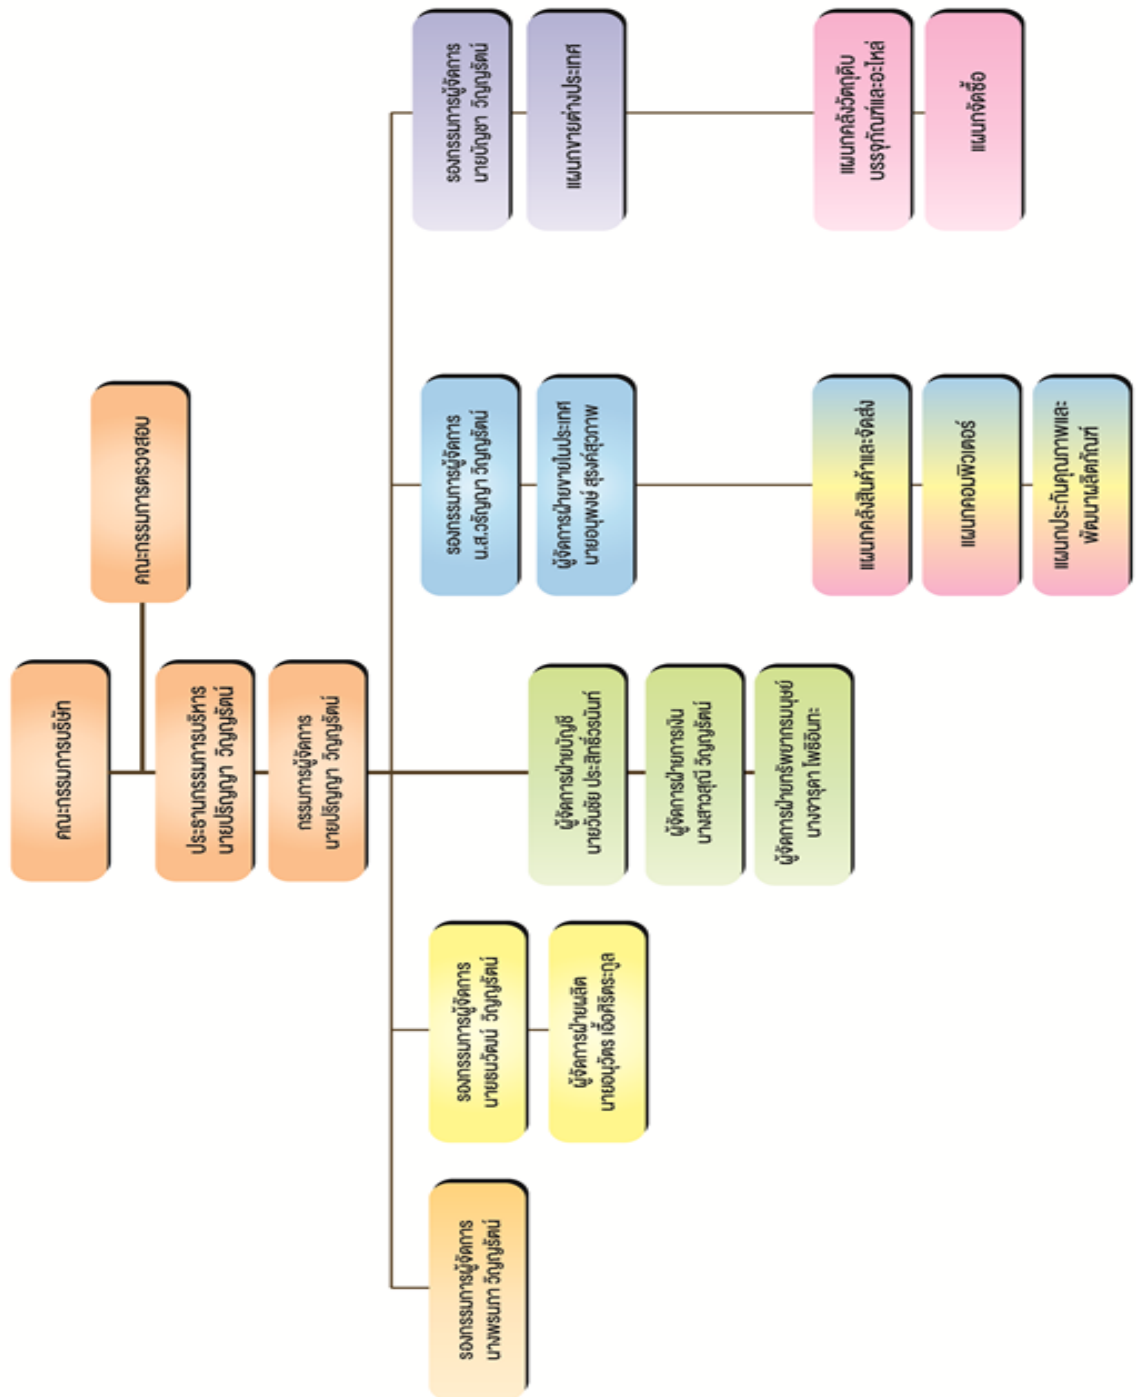 คณะกรรมการบริษัท
คณะกรรมการตรวจสอบ
ประธานกรรมการบริหาร
นายปริญญา วิญญรัตน์
กรรมการผู้จัดการ
นายปริญญา วิญญรัตน์
รองกรรมการผู้จัดการ
นางพรนภา วิญญรัตน์
รองกรรมการผู้จัดการ
นายธนวัฒน์ วิญญรัตน์
ผู้จัดการฝ่ายผลิต
นายอนุวัตร เอื้อศิริตระกูล
ผู้จัดการฝ่ายบัญชี
นายวันชัย ประสิทธิ์วรนันท์
ผู้จัดการฝ่ายการเงิน
นางสาวสุณี วิญญรัตน์
ผู้จัดการฝ่ายทรัพยากรมนุษย์
นางจารุดา โพธิอินทะ
รองกรรมการผู้จัดการ
น.ส.วรัญญา วิญญรัตน์
ผู้จัดการฝ่ายขายในประเทศ
นายอนุพงษ์ สุรงค์สุวภาพ
แผนกคลังสินค้าและจัดส่ง
แผนกคอมพิวเตอร์
แผนกประกันคุณภาพและ
พัฒนาผลิตภัณฑ์
รองกรรมการผู้จัดการ
นายบัญชา วิญญรัตน์
แผนกขายต่างประเทศ
แผนกคลังวัตถุดิบ
บรรจุภัณฑ์และอะไหล่
แผนกจัดซื้อ